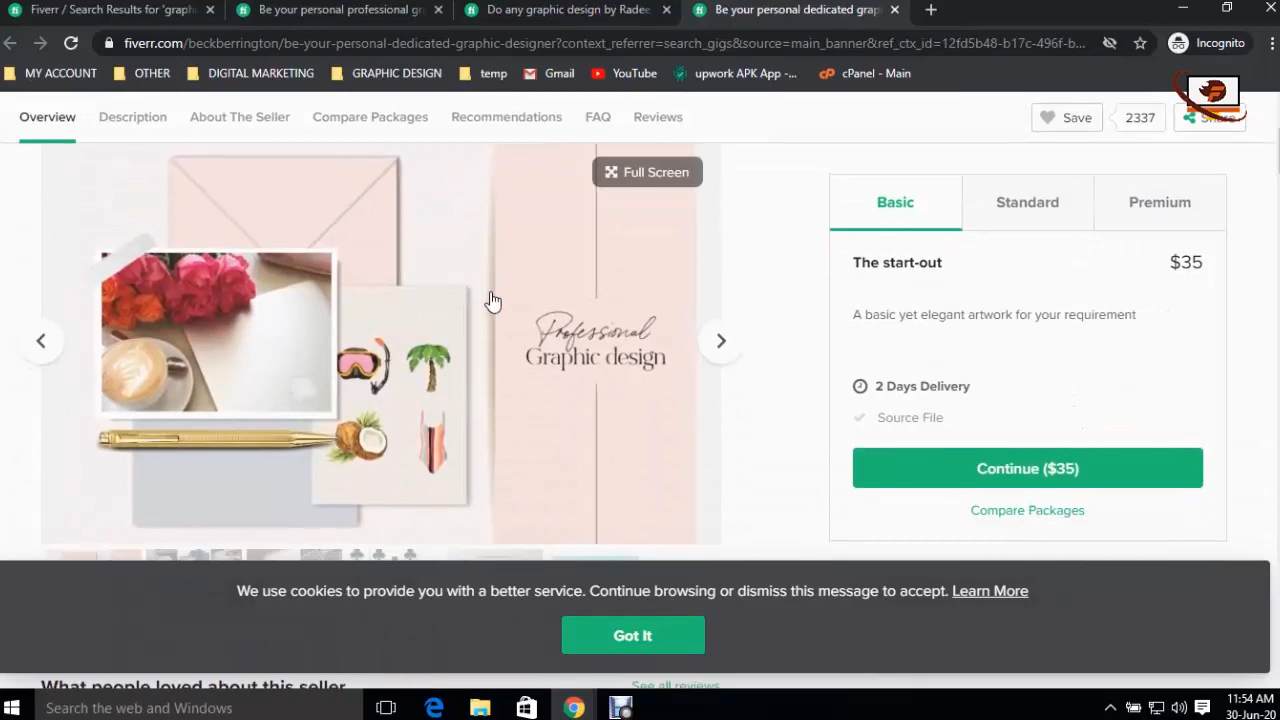 Fiverr / Search Results for 'graph
Be your personal professional gr
Do any graphic design by Radee
Be your personal dedicated grap
fiverr.com/beckberrington/be-your-personal-dedicated-graphic-designer?context_referrer=search_gigs&source=main_banner&ref_ctx_id=12fd5b48-b17c-496f-b...
Incognito
MY ACCOUNT
OTHER
DIGITAL MARKETING
GRAPHIC DESIGN
temp
Gmail
YouTube
upwork APK App -...
cPanel - Main
Overview
Description
About The Seller
Compare Packages
Recommendations
FAQ
Reviews
Save
2337
Share
Full Screen
Professional
Graphic design
Basic
Standard
Premium
The start-out
$35
A basic yet elegant artwork for your requirement
2 Days Delivery
Source File
Continue ($35)
Compare Packages
We use cookies to provide you with a better service. Continue browsing or dismiss this message to accept. Learn More
Got It
What people loved about this seller
See all reviews
Search the web and Windows
11:54 AM
30-Jun-20